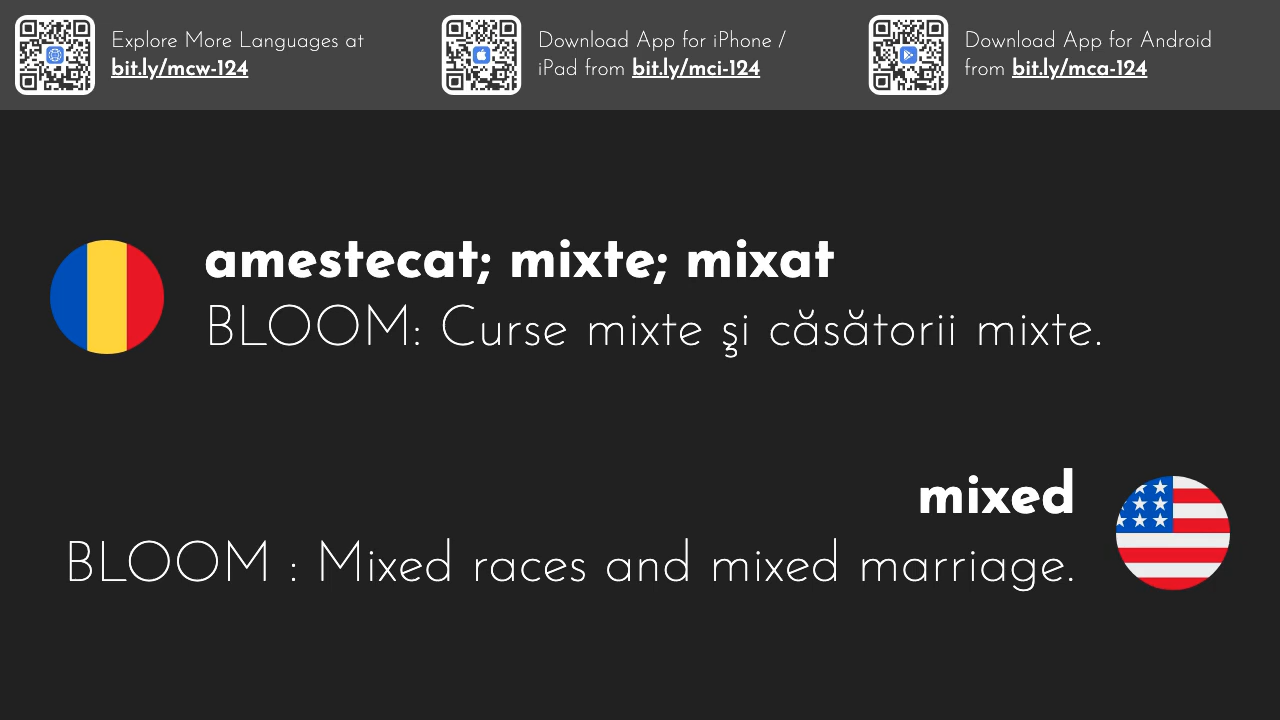 Explore More Languages at
bit.ly/mcw-124
Download App for iPhone /
iPad from bit.ly/mci-124
Download App for Android
from bit.ly/mca-124
amestecat; mixte; mixat
BLOOM: Curse mixte şi căsătorii mixte.
mixed
BLOOM : Mixed races and mixed marriage.